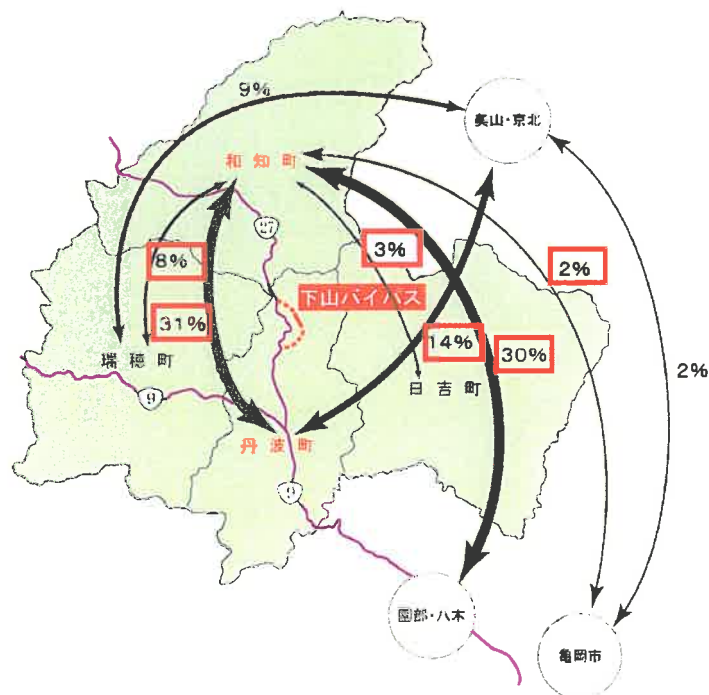 9%
美山・京北
和知町
27
8%
3%
2%
下山バイパス
31%
14%
30%
瑞穂町
日吉町
2%
9
丹波町
9
園部・八木
亀岡市